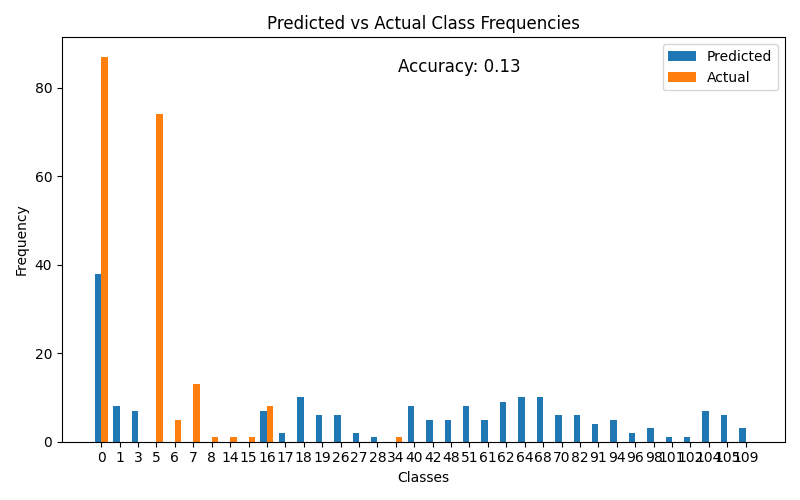 Predicted vs Actual Class Frequencies
Accuracy: 0.13
Predicted
Actual
Frequency
80
60
40
20
0
0 1 3 5 6 7 8 14 15 16 17 18 19 26 27 28 34 40 42 48 51 61 62 64 68 70 82 91 94 96 98 101 102 104 105 109
Classes